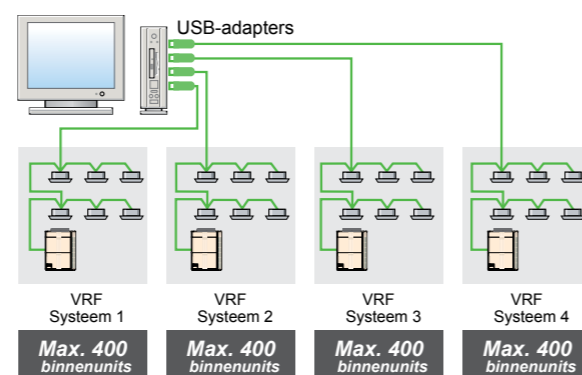 USB-adapters
VRF
Systeem 1
VRF
Systeem 2
VRF
Systeem 3
VRF
Systeem 4
Max. 400
binnenunits
Max. 400
binnenunits
Max. 400
binnenunits
Max. 400
binnenunits